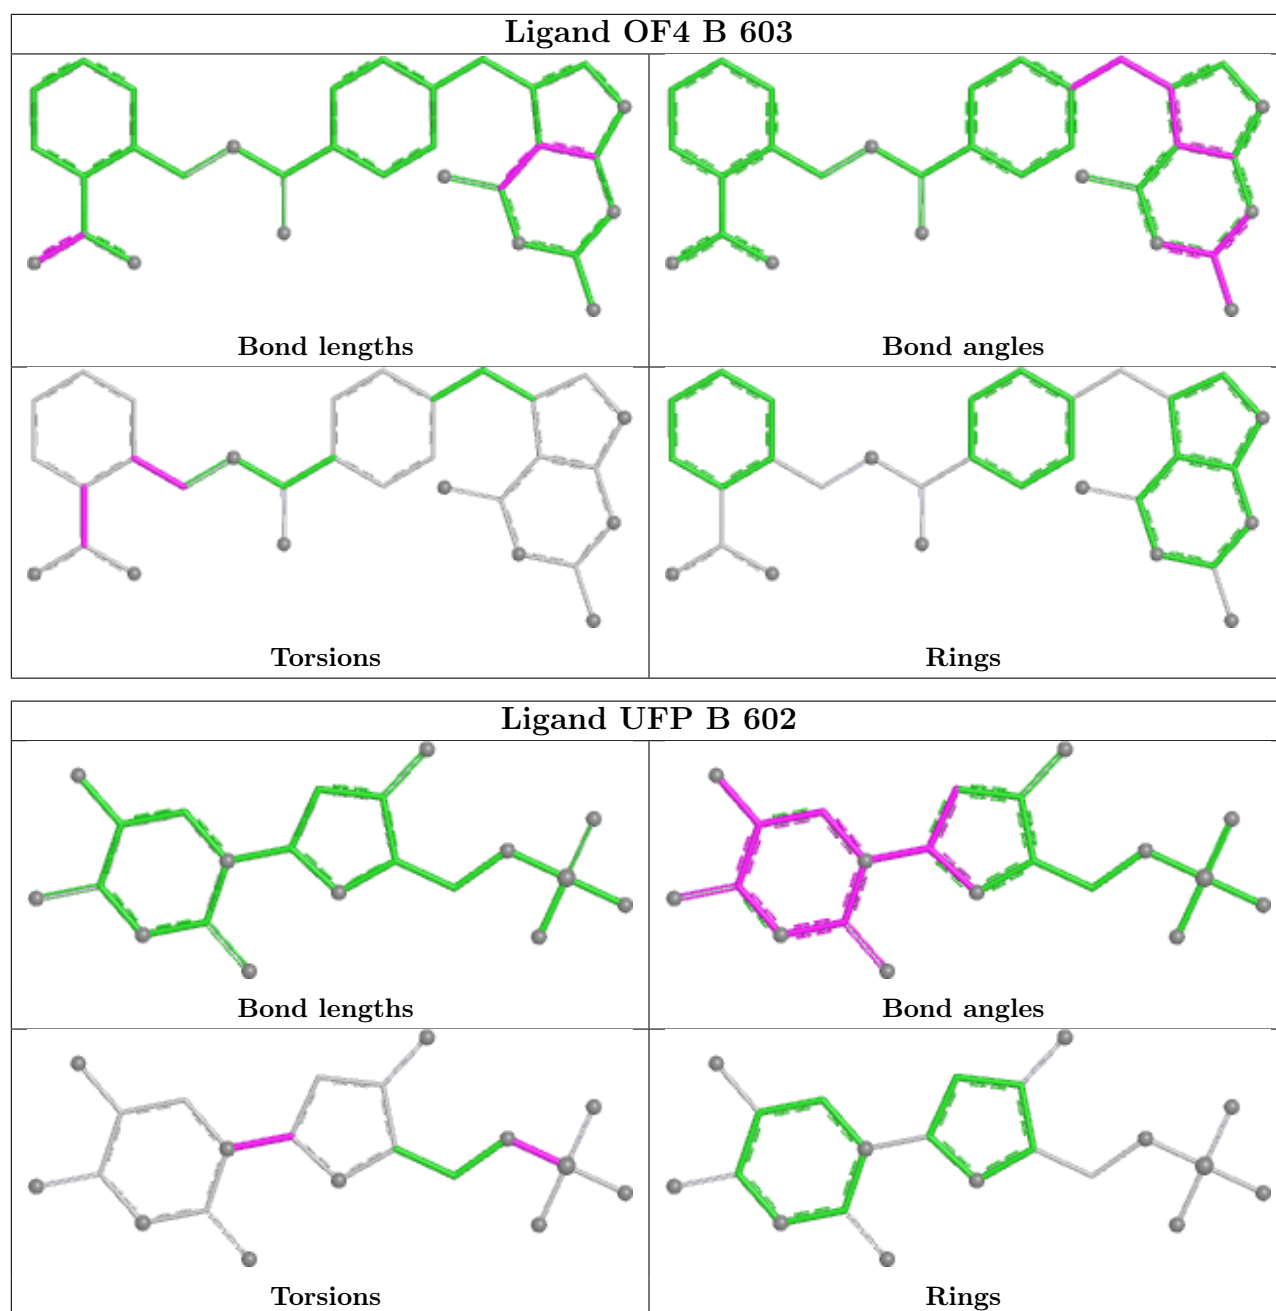 Ligand OF4 B 603
Bond lengths
Bond angles
Torsions
Rings
Ligand UFP B 602
Bond lengths
Bond angles
Torsions
Rings